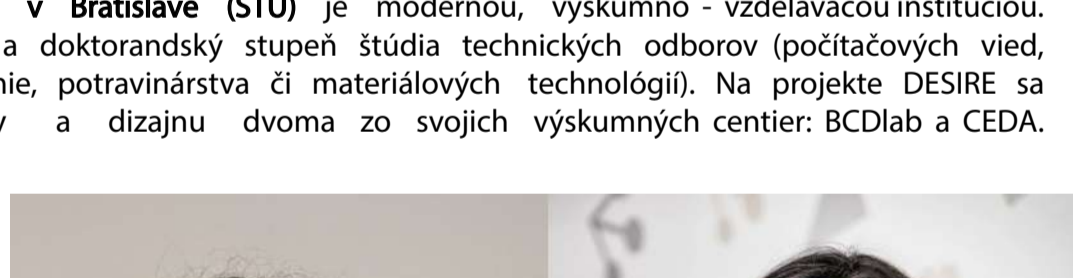 v Bratislave (STU) je modernou, výskumno - vzdelávacou inštitúciou.
a doktorandský stupeň štúdia technických odborov (počítačových vied,
nie, potravinárstva či materiálových technológií). Na projekte DESIRE sa
a dizajnu dvoma zo svojich výskumných centier: BCDlab a CEDA.